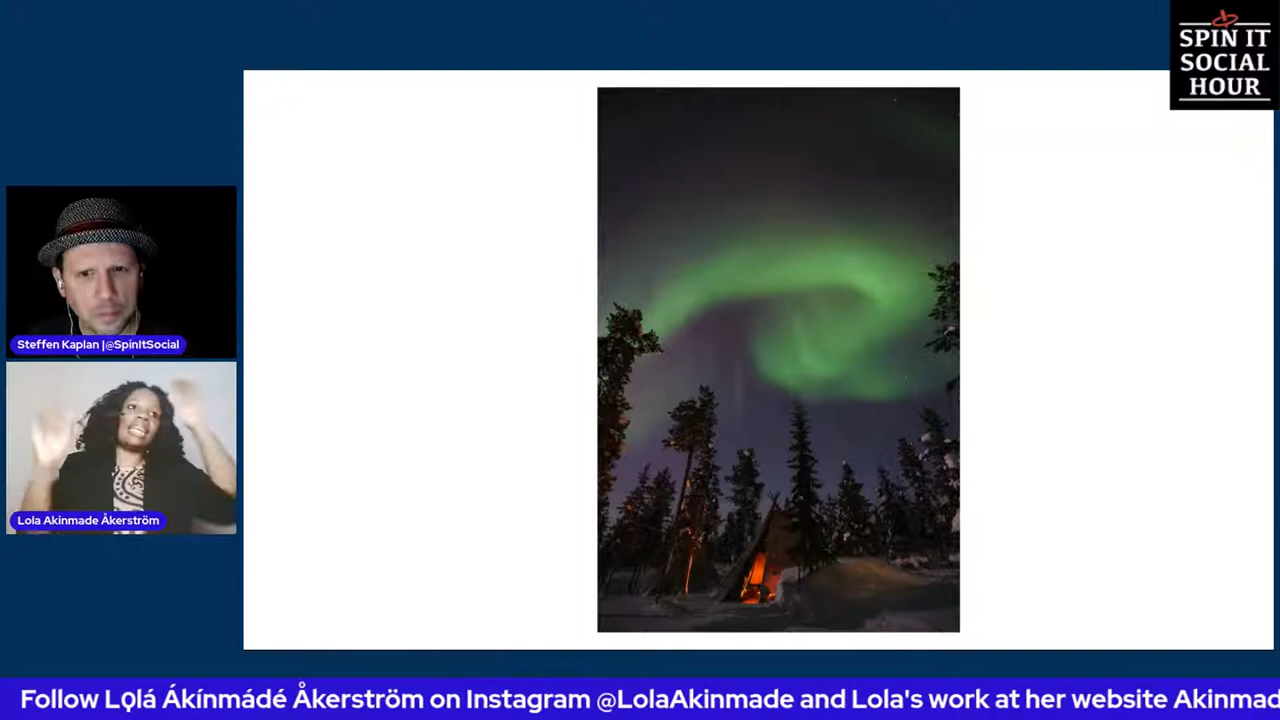 SPIN IT
SOCIAL
HOUR
Steffen Kaplan |@SpinItSocial
Lola Akinmade Åkerström
Follow Lọlá Ákínmádé Åkerström on Instagram @LolaAkinmade and Lola's work at her website Akinmad